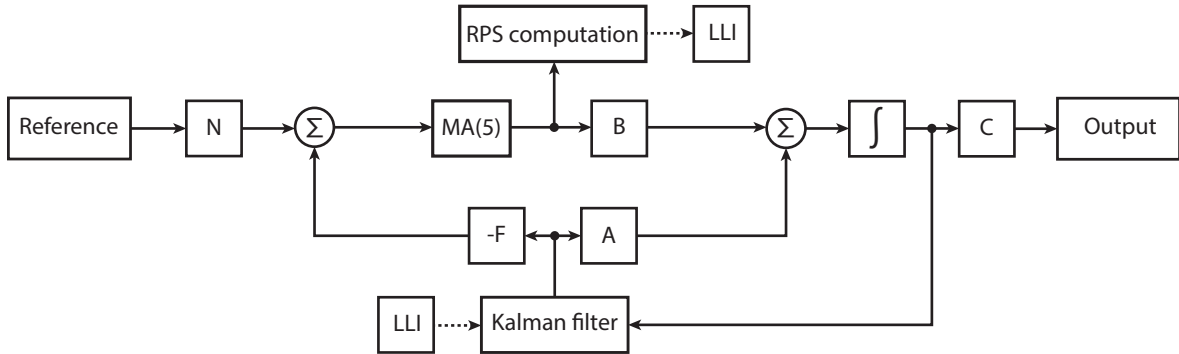 RPS computation
LLI
Reference
N
Σ
MA(5)
B
Σ
∫
C
Output
-F
A
LLI
Kalman filter